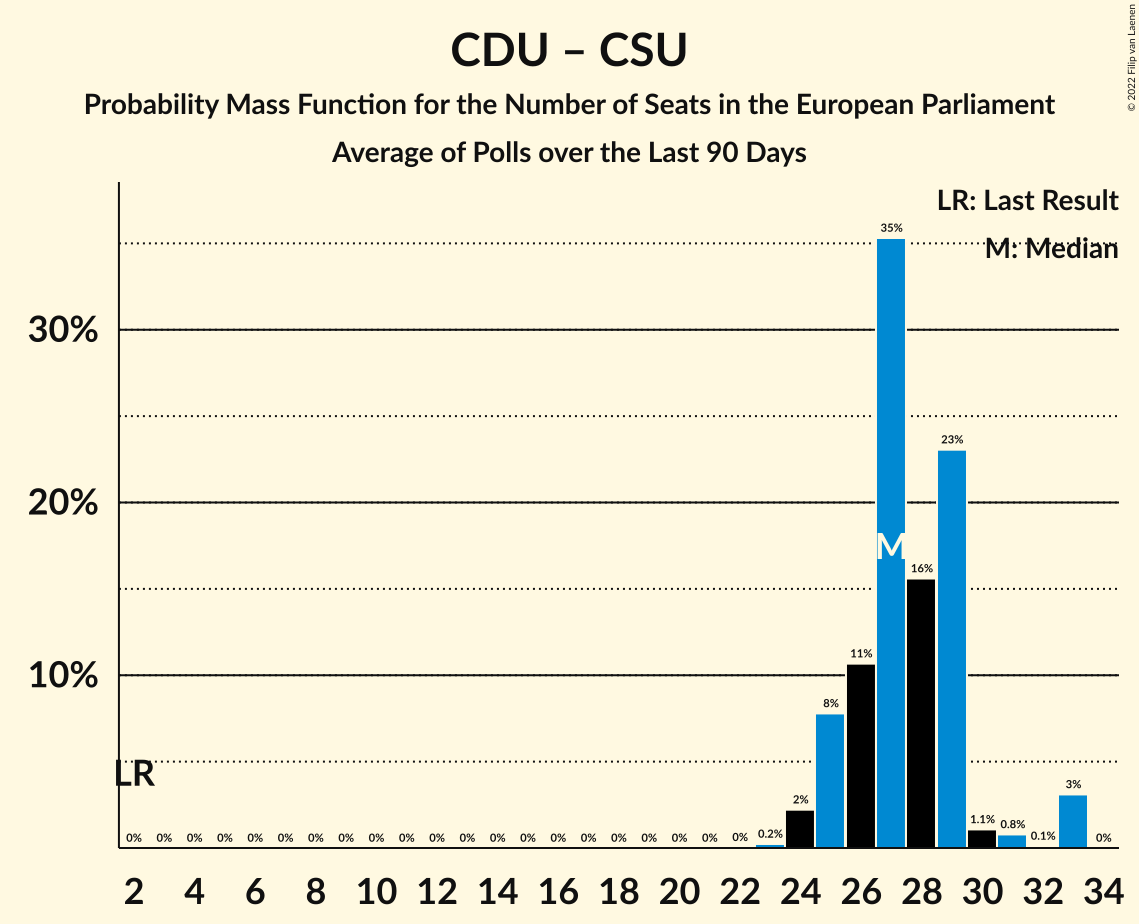 CDU – CSU
Probability Mass Function for the Number of Seats in the European Parliament
Average of Polls over the Last 90 Days
© 2022 Filip van Laenen
LR: Last Result
M: Median
35%
30%
23%
20%
M
16%
11%
10%
8%
LR
2%
3%
0% 0% 0% 0% 0% 0% 0% 0% 0% 0% 0% 0% 0% 0% 0% 0% 0% 0% 0% 0% 0% 0.2% 1.1% 0.8% 0.1% 0%
2 4 6 8 10 12 14 16 18 20 22 24 26 28 30 32 34